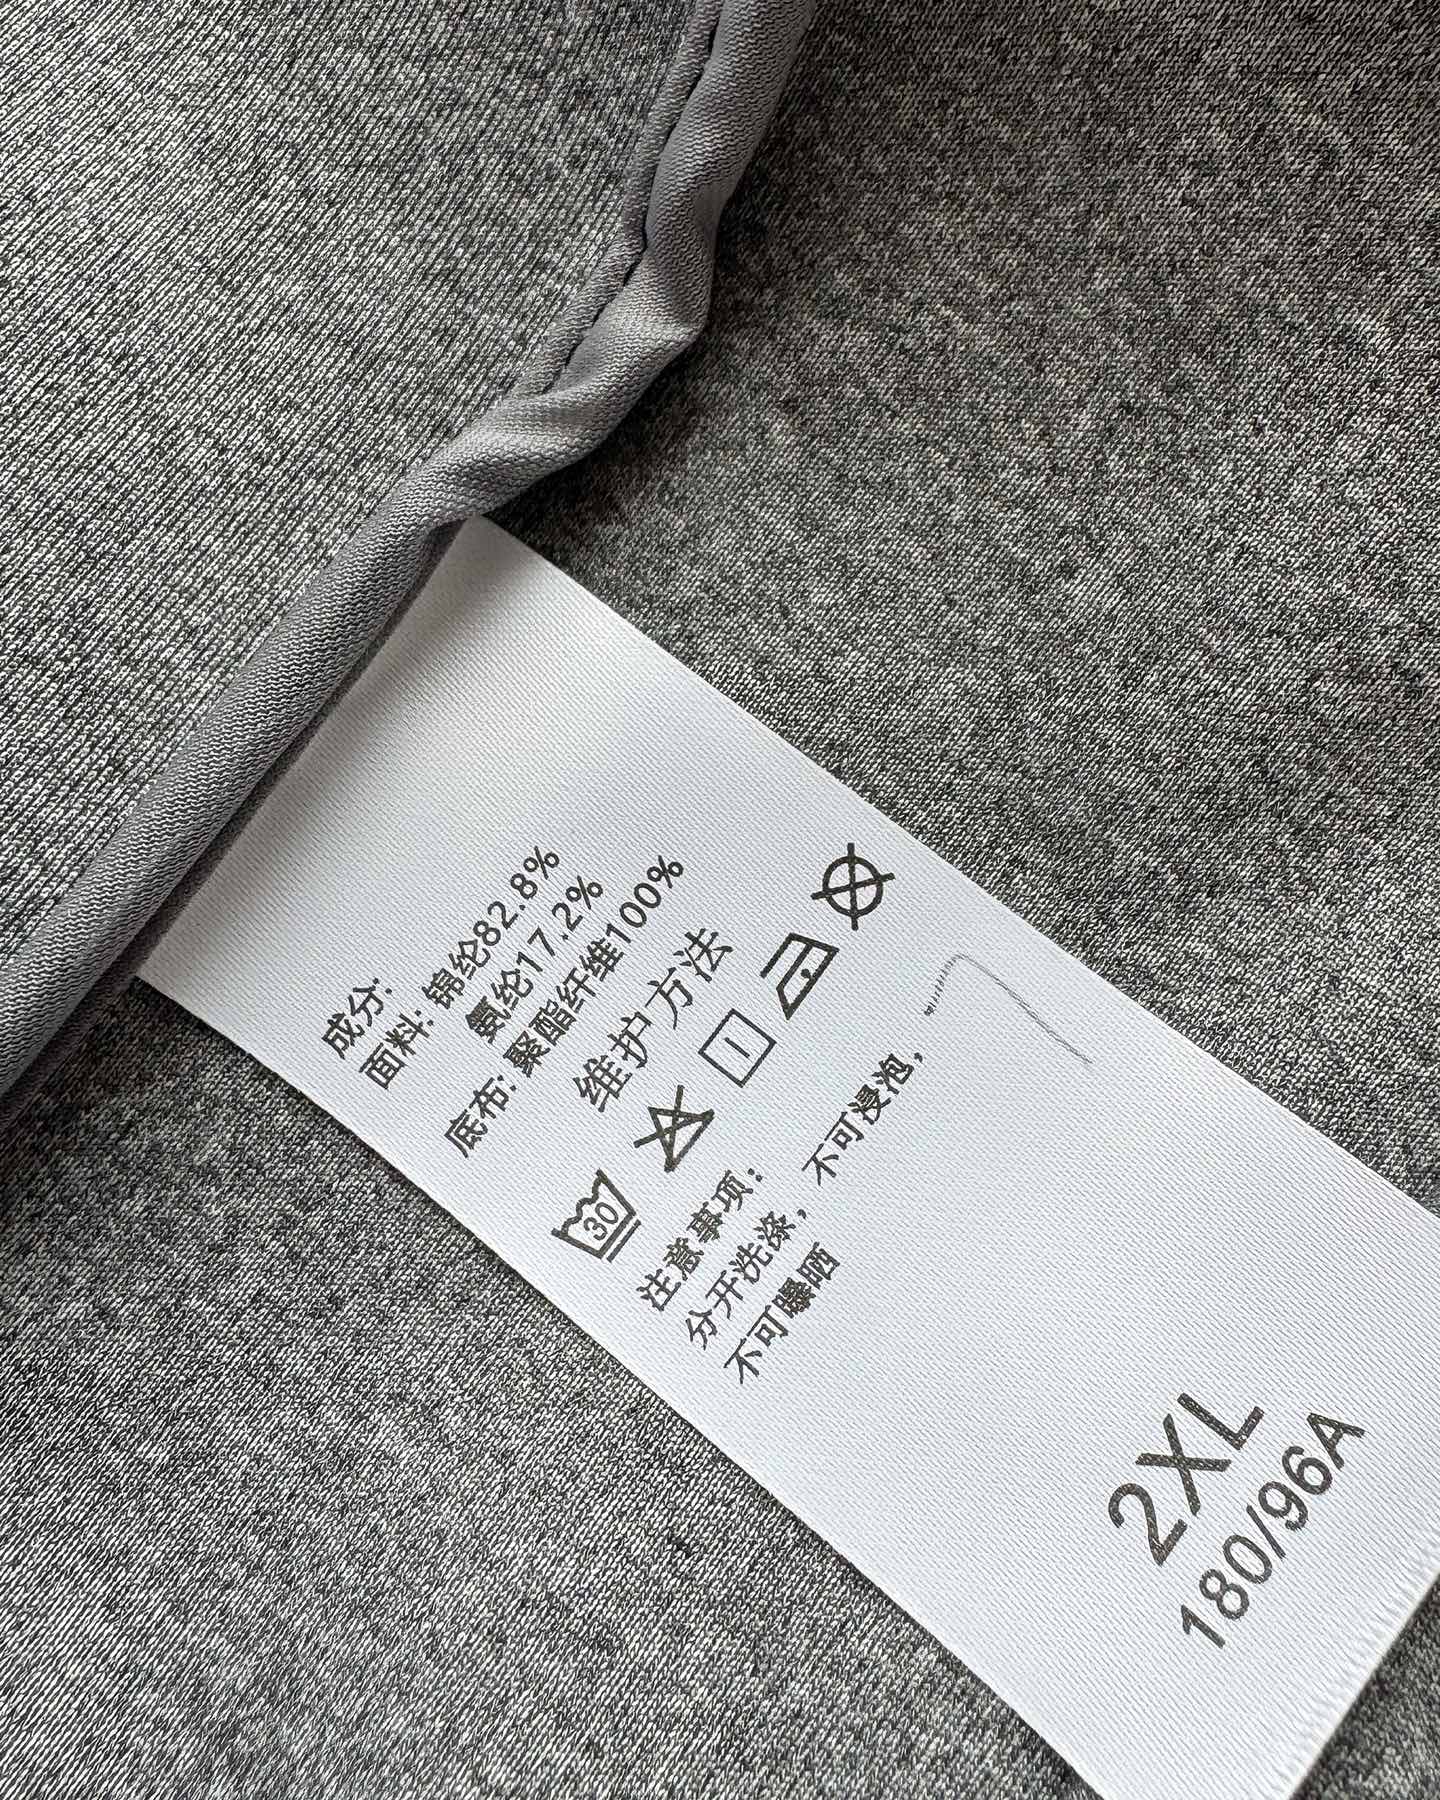 成分:
面料: 锦纶82.8%
氨纶17.2%
底布: 聚酯纤维100%
维护方法
30
注意事项：
分开洗涤，不可浸泡，
不可曝晒
2XL
180/96A